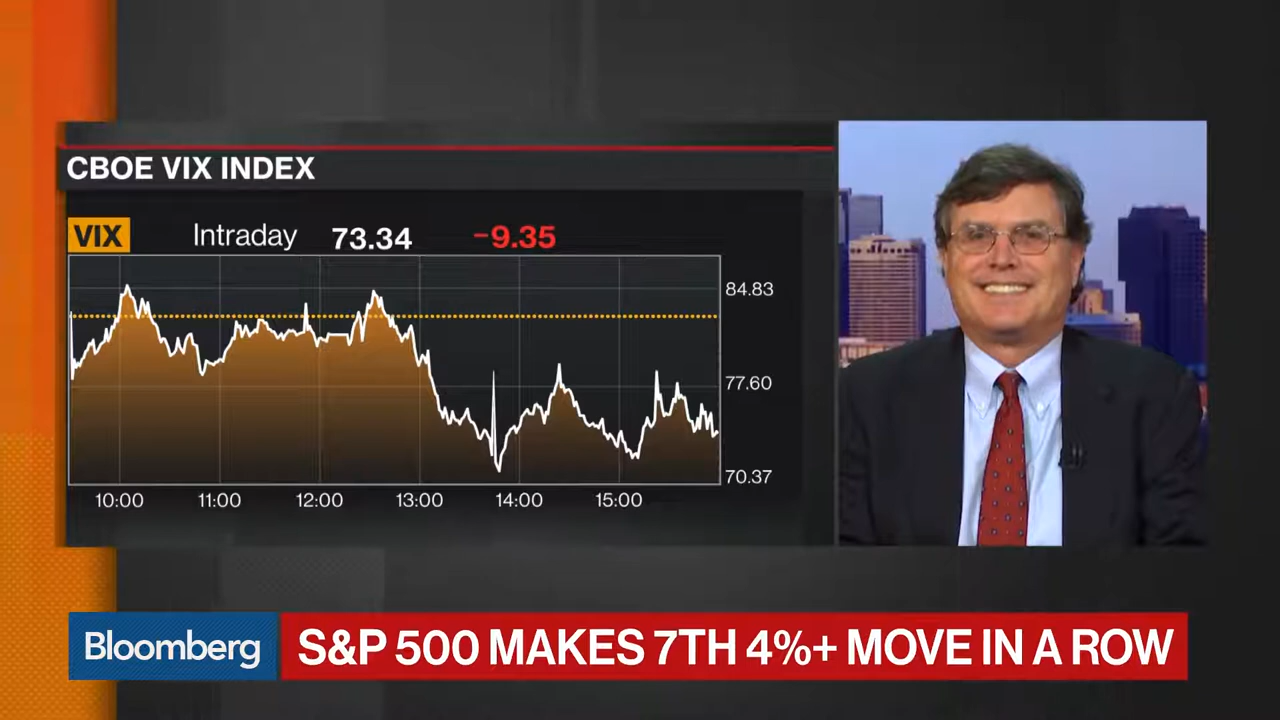 CBOE VIX INDEX
VIX Intraday 73.34 -9.35
84.83
77.60
70.37
10:00 11:00 12:00 13:00 14:00 15:00
Bloomberg S&P 500 MAKES 7TH 4%+ MOVE IN A ROW